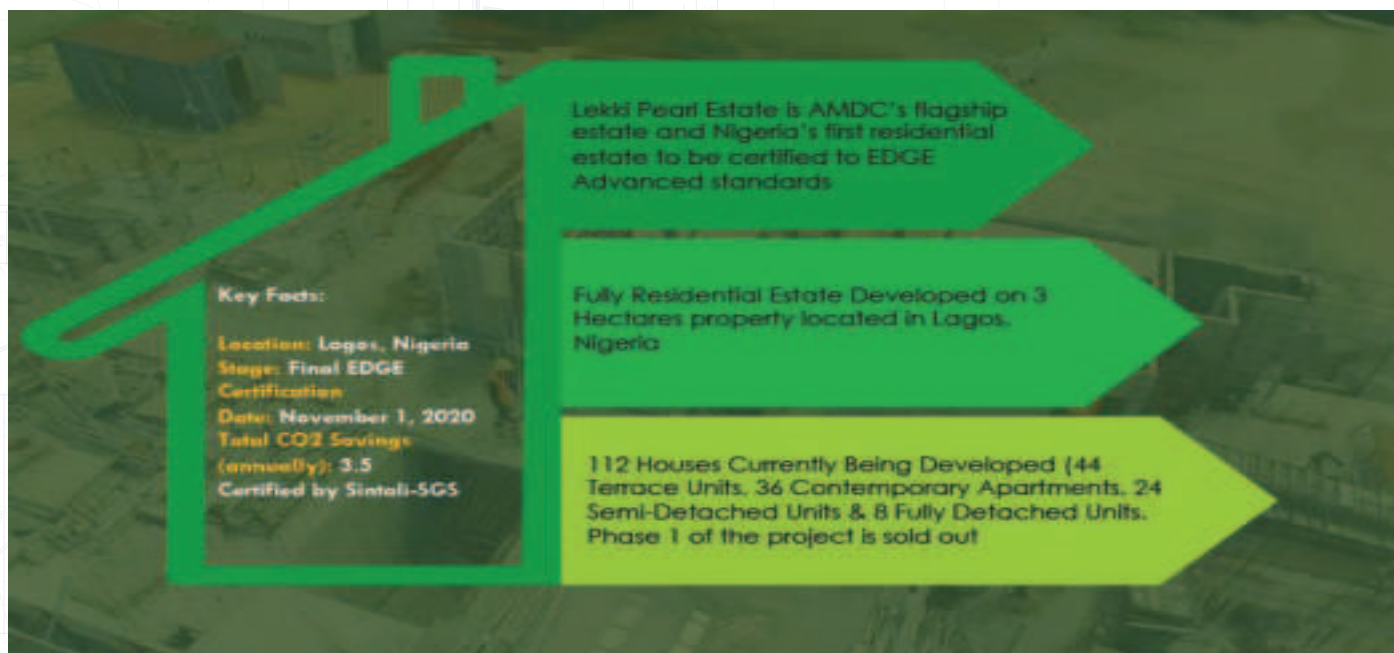 Key Facts:
Location: Lagos, Nigeria
Stage: Final EDGE
Certification
Date: November 1, 2020
Total CO2 Savings
(annually): 3.5
Certified by Sintali-SGS
Lekki Pearl Estate is AMDC's flagship
estate and Nigeria's first residential
estate to be certified to EDGE
Advanced standards
Fully Residential Estate Developed on 3
Hectares property located in Lagos,
Nigeria
112 Houses Currently Being Developed (44
Terrace Units, 36 Contemporary Apartments, 24
Semi-Detached Units & 8 Fully Detached Units.
Phase 1 of the project is sold out